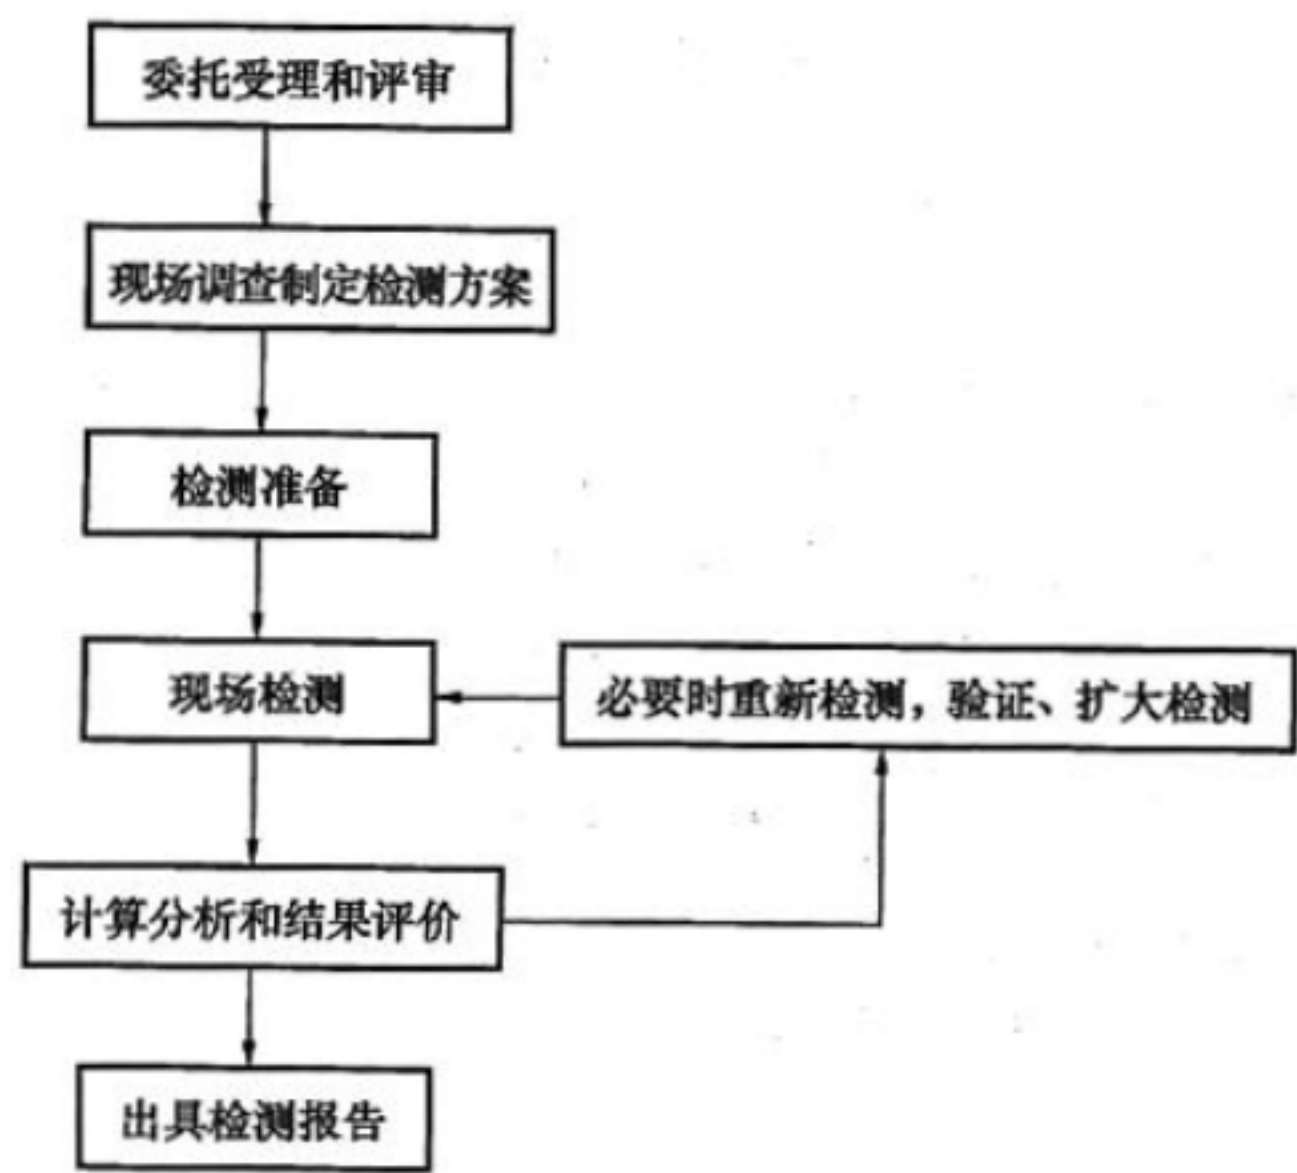 委托受理和评审
现场调查制定检测方案
检测准备
现场检测
必要时重新检测，验证、扩大检测
计算分析和结果评价
出具检测报告